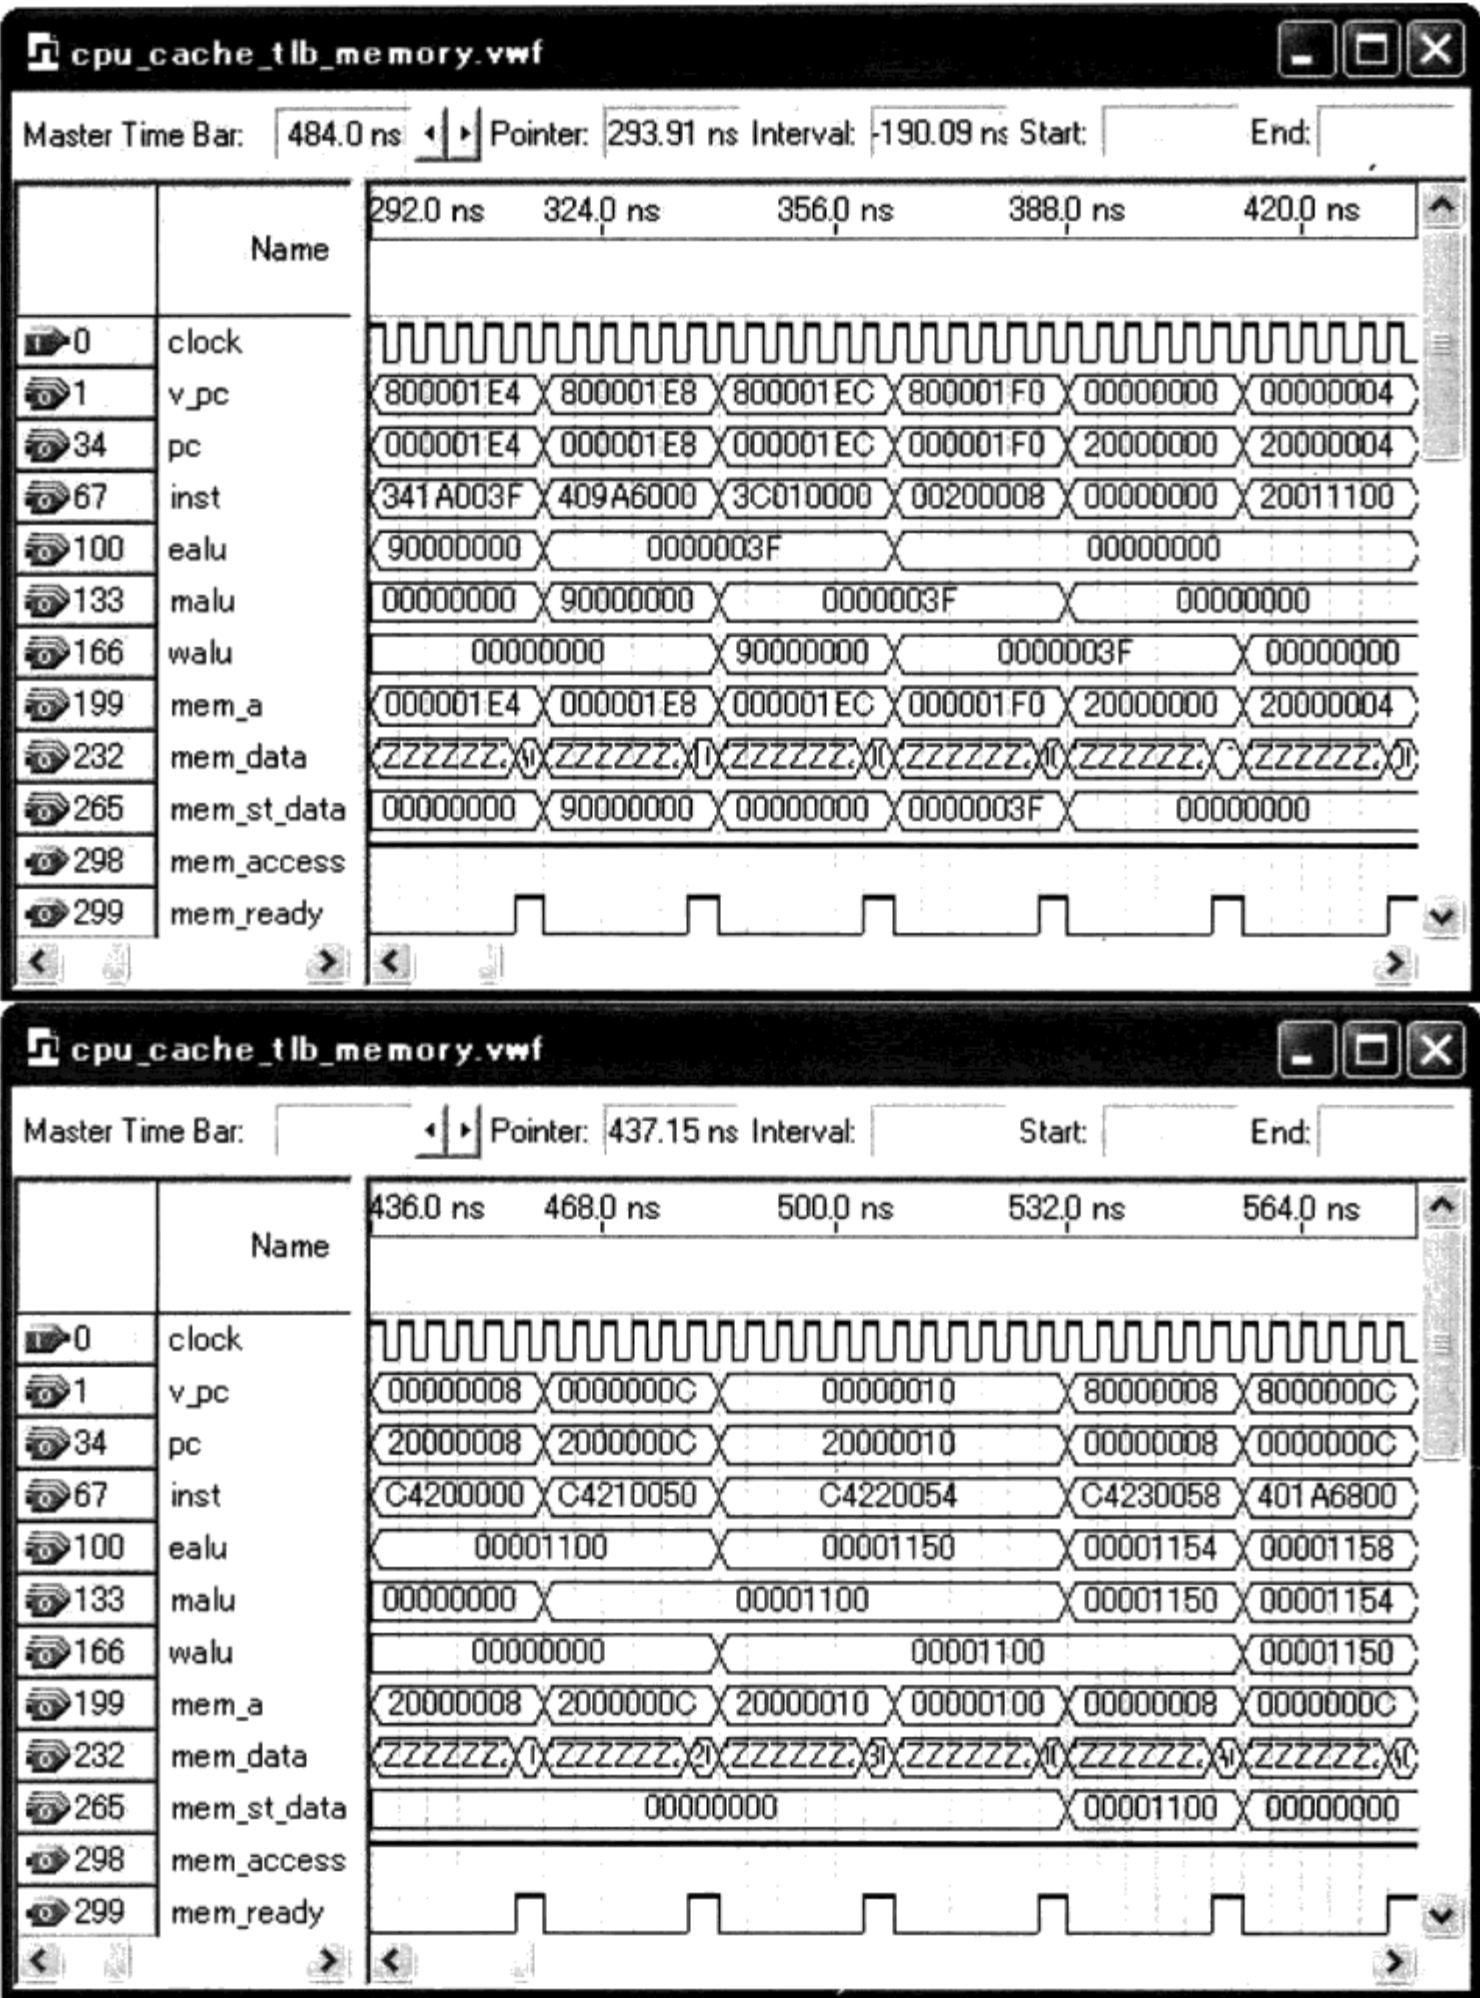 cpu_cache_tlb_memory.vwf
Master Time Bar: 484.0 ns Pointer: 293.91 ns Interval: -190.09 ns Start: End:
Name 292.0 ns 324.0 ns 356.0 ns 388.0 ns 420.0 ns
0 clock
1 v_pc 800001E4 800001E8 800001EC 800001F0 00000000 00000004
34 pc 000001E4 000001E8 000001EC 000001F0 20000000 20000004
67 inst 341A003F 409A6000 3C010000 00200008 00000000 20011100
100 ealu 90000000 0000003F 00000000
133 malu 00000000 90000000 0000003F 00000000
166 walu 00000000 90000000 0000003F 00000000
199 mem_a 000001E4 000001E8 000001EC 000001F0 20000000 20000004
232 mem_data ZZZZZZ ZZZZZZ ZZZZZZ ZZZZZZ ZZZZZZ ZZZZZZ
265 mem_st_data 00000000 90000000 00000000 0000003F 00000000
298 mem_access
299 mem_ready
cpu_cache_tlb_memory.vwf
Master Time Bar: Pointer: 437.15 ns Interval: Start: End:
Name 436.0 ns 468.0 ns 500.0 ns 532.0 ns 564.0 ns
0 clock
1 v_pc 00000008 0000000C 00000010 80000008 8000000C
34 pc 20000008 2000000C 20000010 00000008 0000000C
67 inst C4200000 C4210050 C4220054 C4230058 401A6800
100 ealu 00001100 00001150 00001154 00001158
133 malu 00000000 00001100 00001150 00001154
166 walu 00000000 00001100 00001150
199 mem_a 20000008 2000000C 20000010 00000100 00000008 0000000C
232 mem_data ZZZZZZ ZZZZZZ ZZZZZZ ZZZZZZ ZZZZZZ ZZZZZZ
265 mem_st_data 00000000 00001100 00000000
298 mem_access
299 mem_ready